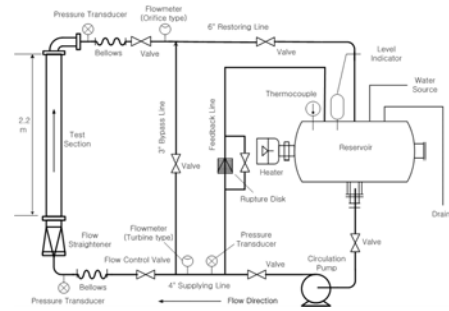 Pressure Transducer
Flowmeter
(Orifice type)
6" Restoring Line
Bellows
Valve
Valve
Level
Indicator
Water
Source
Thermocouple
2.2
m
Test
Section
3" Bypass Line
Feedback Line
Valve
Heater
Reservoir
Rupture Disk
Drain
Flow
Straightener
Flowmeter
(Turbine type)
Pressure
Transducer
Flow Control Valve
Valve
Circulation
Pump
Valve
Bellows
4" Supplying Line
Pressure Transducer
Flow Direction